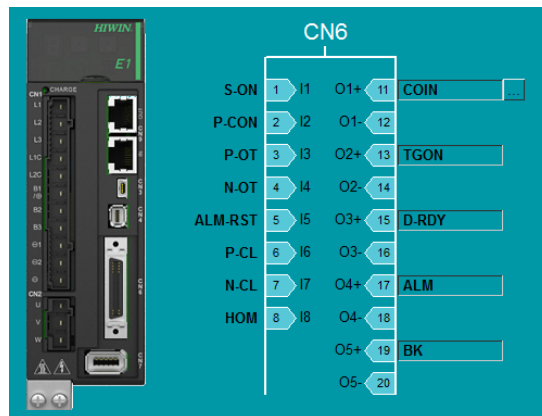 HIWIN
E1
CN1
CHARGE
L1
L2
L3
L1C
L2C
B1
/⊕
B2
B3
⊖1
⊖2
⊖
CN2
U
V
W
CN6
S-ON 1 I1 O1+ 11 COIN ...
P-CON 2 I2 O1- 12
P-OT 3 I3 O2+ 13 TGON
N-OT 4 I4 O2- 14
ALM-RST 5 I5 O3+ 15 D-RDY
P-CL 6 I6 O3- 16
N-CL 7 I7 O4+ 17 ALM
HOM 8 I8 O4- 18
O5+ 19 BK
O5- 20